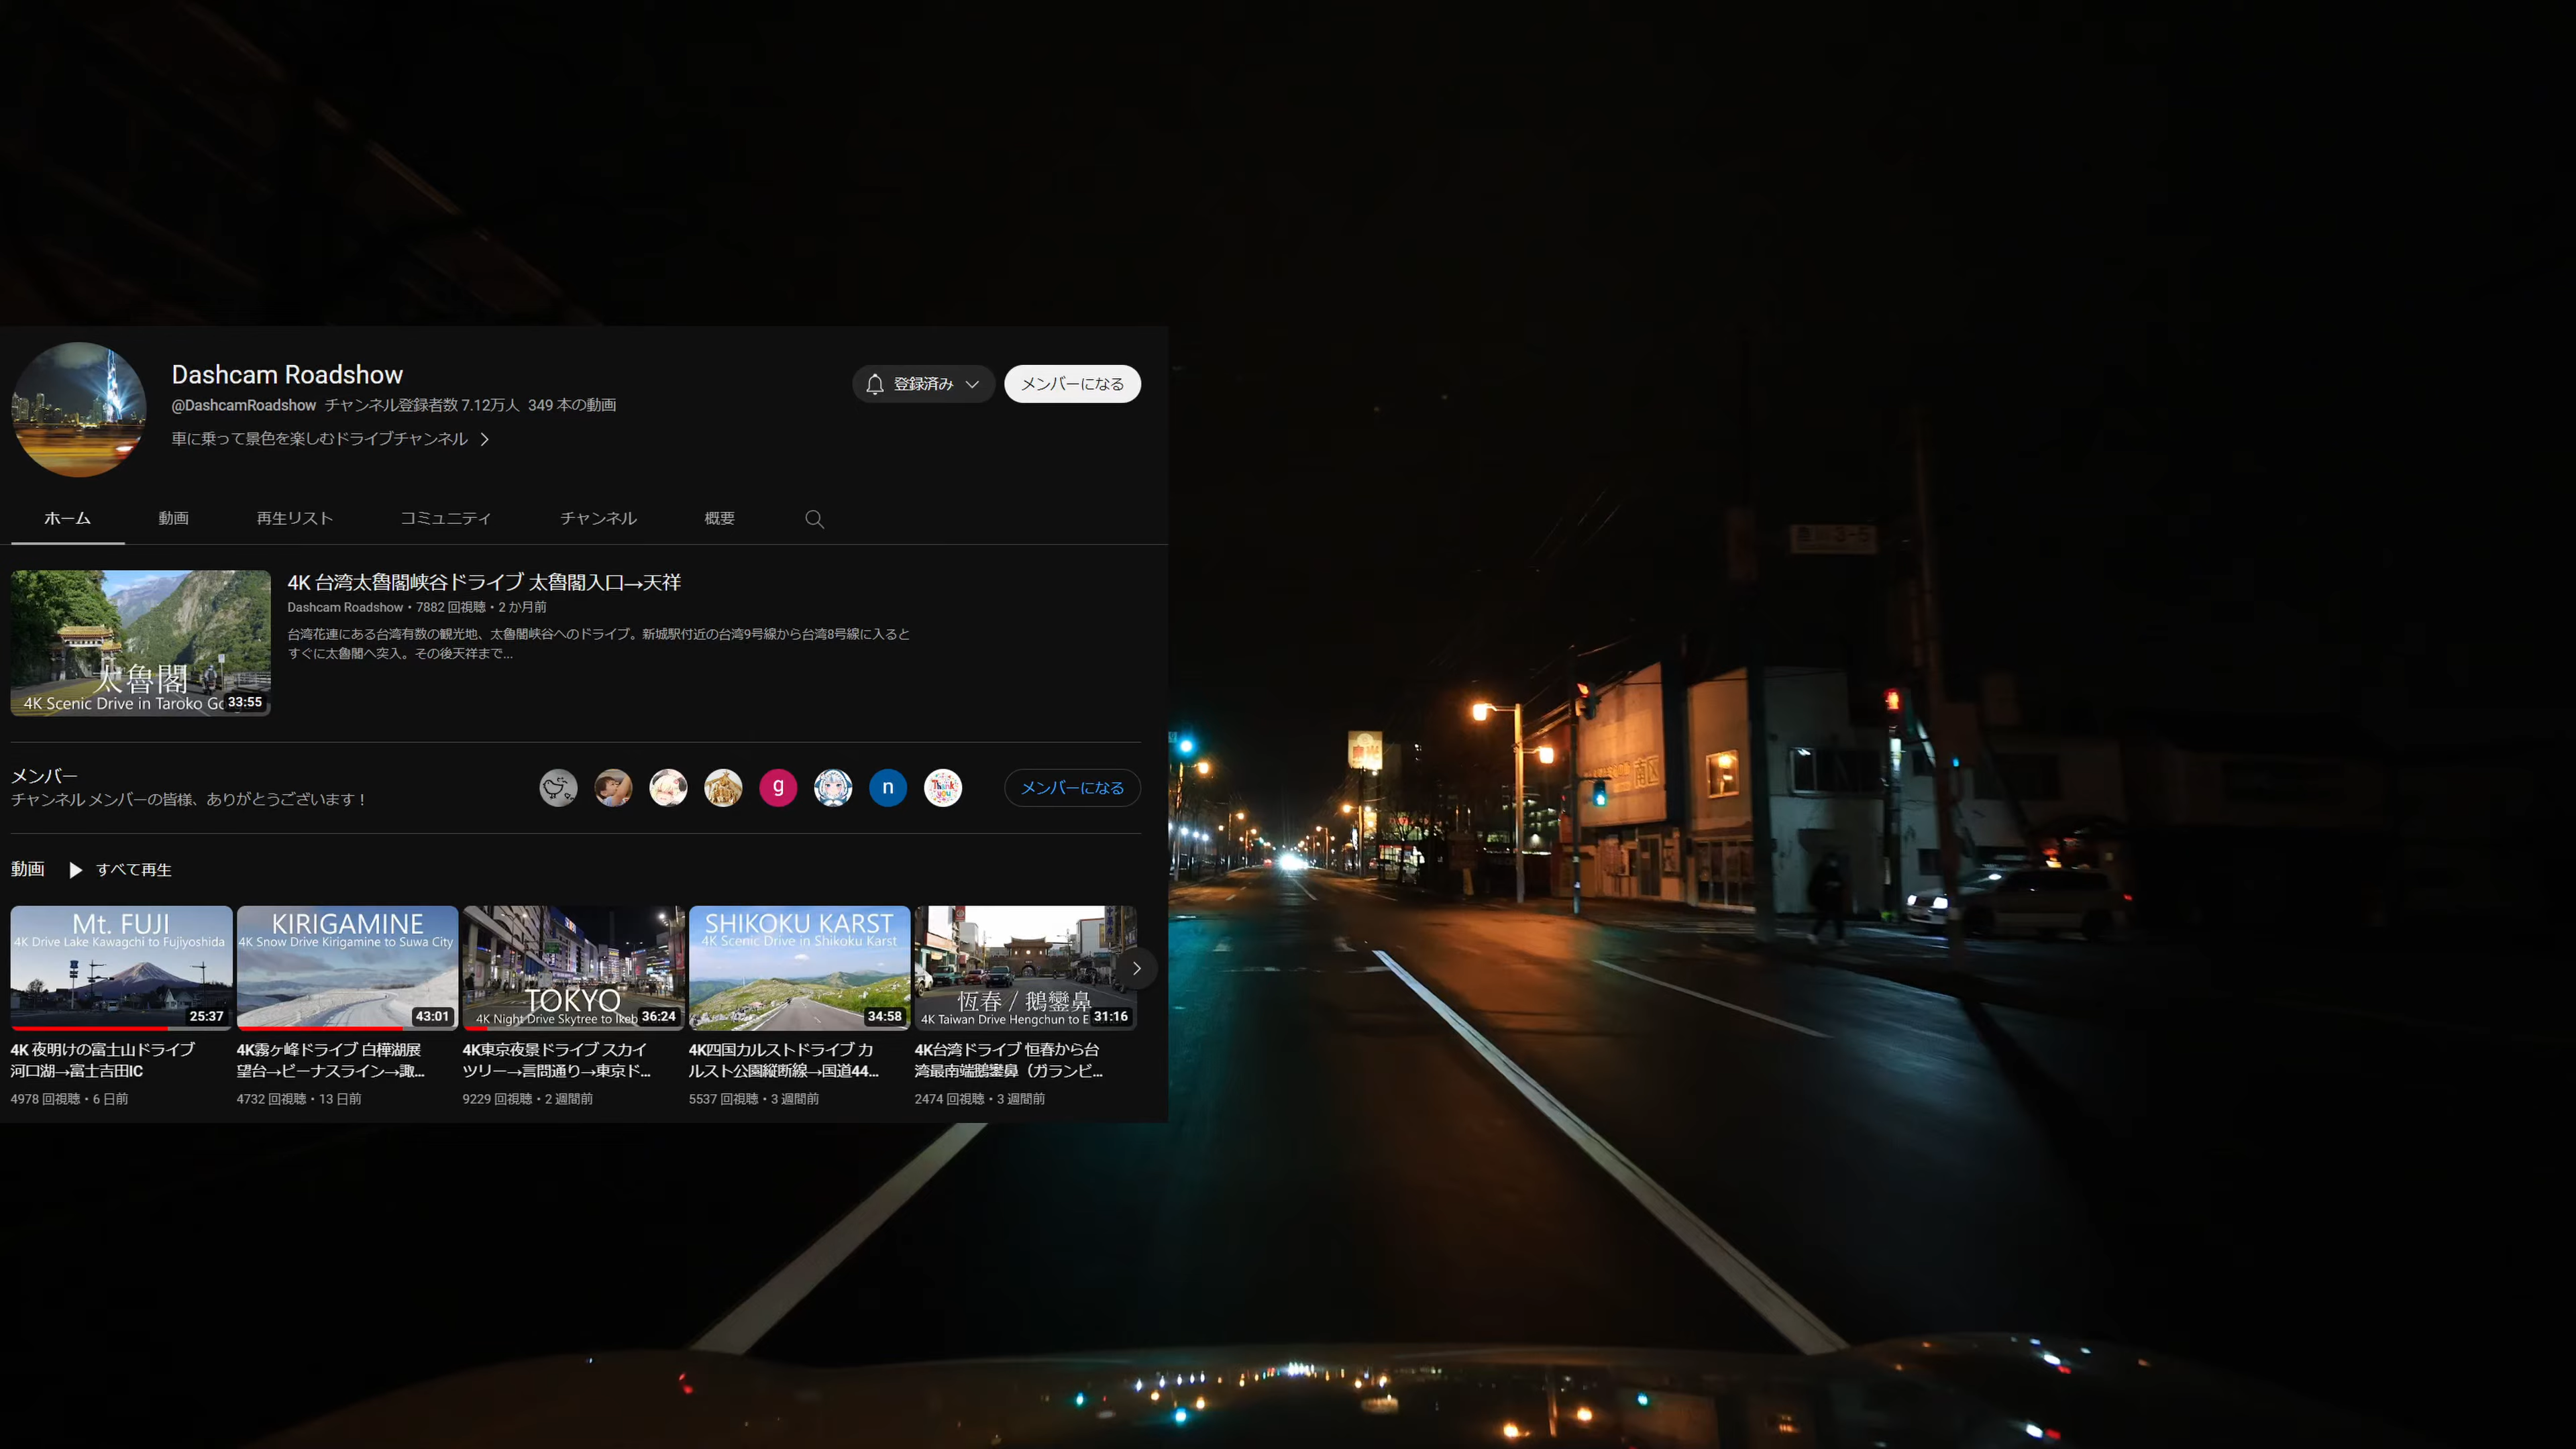 Dashcam Roadshow
@DashcamRoadshow チャンネル登録者数 7.12万人 349 本の動画
車に乗って景色を楽しむドライブチャンネル
登録済み
メンバーになる
ホーム 動画 再生リスト コミュニティ チャンネル 概要
太魯閣
4K Scenic Drive in Taroko Go
33:55
4K 台湾太魯閣峡谷ドライブ 太魯閣入口→天祥
Dashcam Roadshow・7882 回視聴・2 か月前
台湾花連にある台湾有数の観光地、太魯閣峡谷へのドライブ。新城駅付近の台湾9号線から台湾8号線に入ると
すぐに太魯閣へ突入。その後天祥まで...
メンバー
チャンネル メンバーの皆様、ありがとうございます！
g
n
Thank
you
メンバーになる
動画 すべて再生
Mt. FUJI
4K Drive Lake Kawagchi to Fujiyoshida
25:37
4K 夜明けの富士山ドライブ
河口湖→富士吉田IC
4978 回視聴・6 日前
KIRIGAMINE
4K Snow Drive Kirigamine to Suwa City
43:01
4K霧ヶ峰ドライブ 白樺湖展
望台→ビーナスライン→諏...
4732 回視聴・13 日前
TOKYO
4K Night Drive Skytree to Ikeb
36:24
4K東京夜景ドライブ スカイ
ツリー→言問通り→東京ド...
9229 回視聴・2 週間前
SHIKOKU KARST
4K Scenic Drive in Shikoku Karst
34:58
4K四国カルストドライブ カ
ルスト公園縦断線→国道44...
5537 回視聴・3 週間前
恆春 / 鵝鑾鼻
4K Taiwan Drive Hengchun to E
31:16
4K台湾ドライブ 恒春から台
湾最南端鵝鑾鼻（ガランビ...
2474 回視聴・3 週間前
3-5
南区